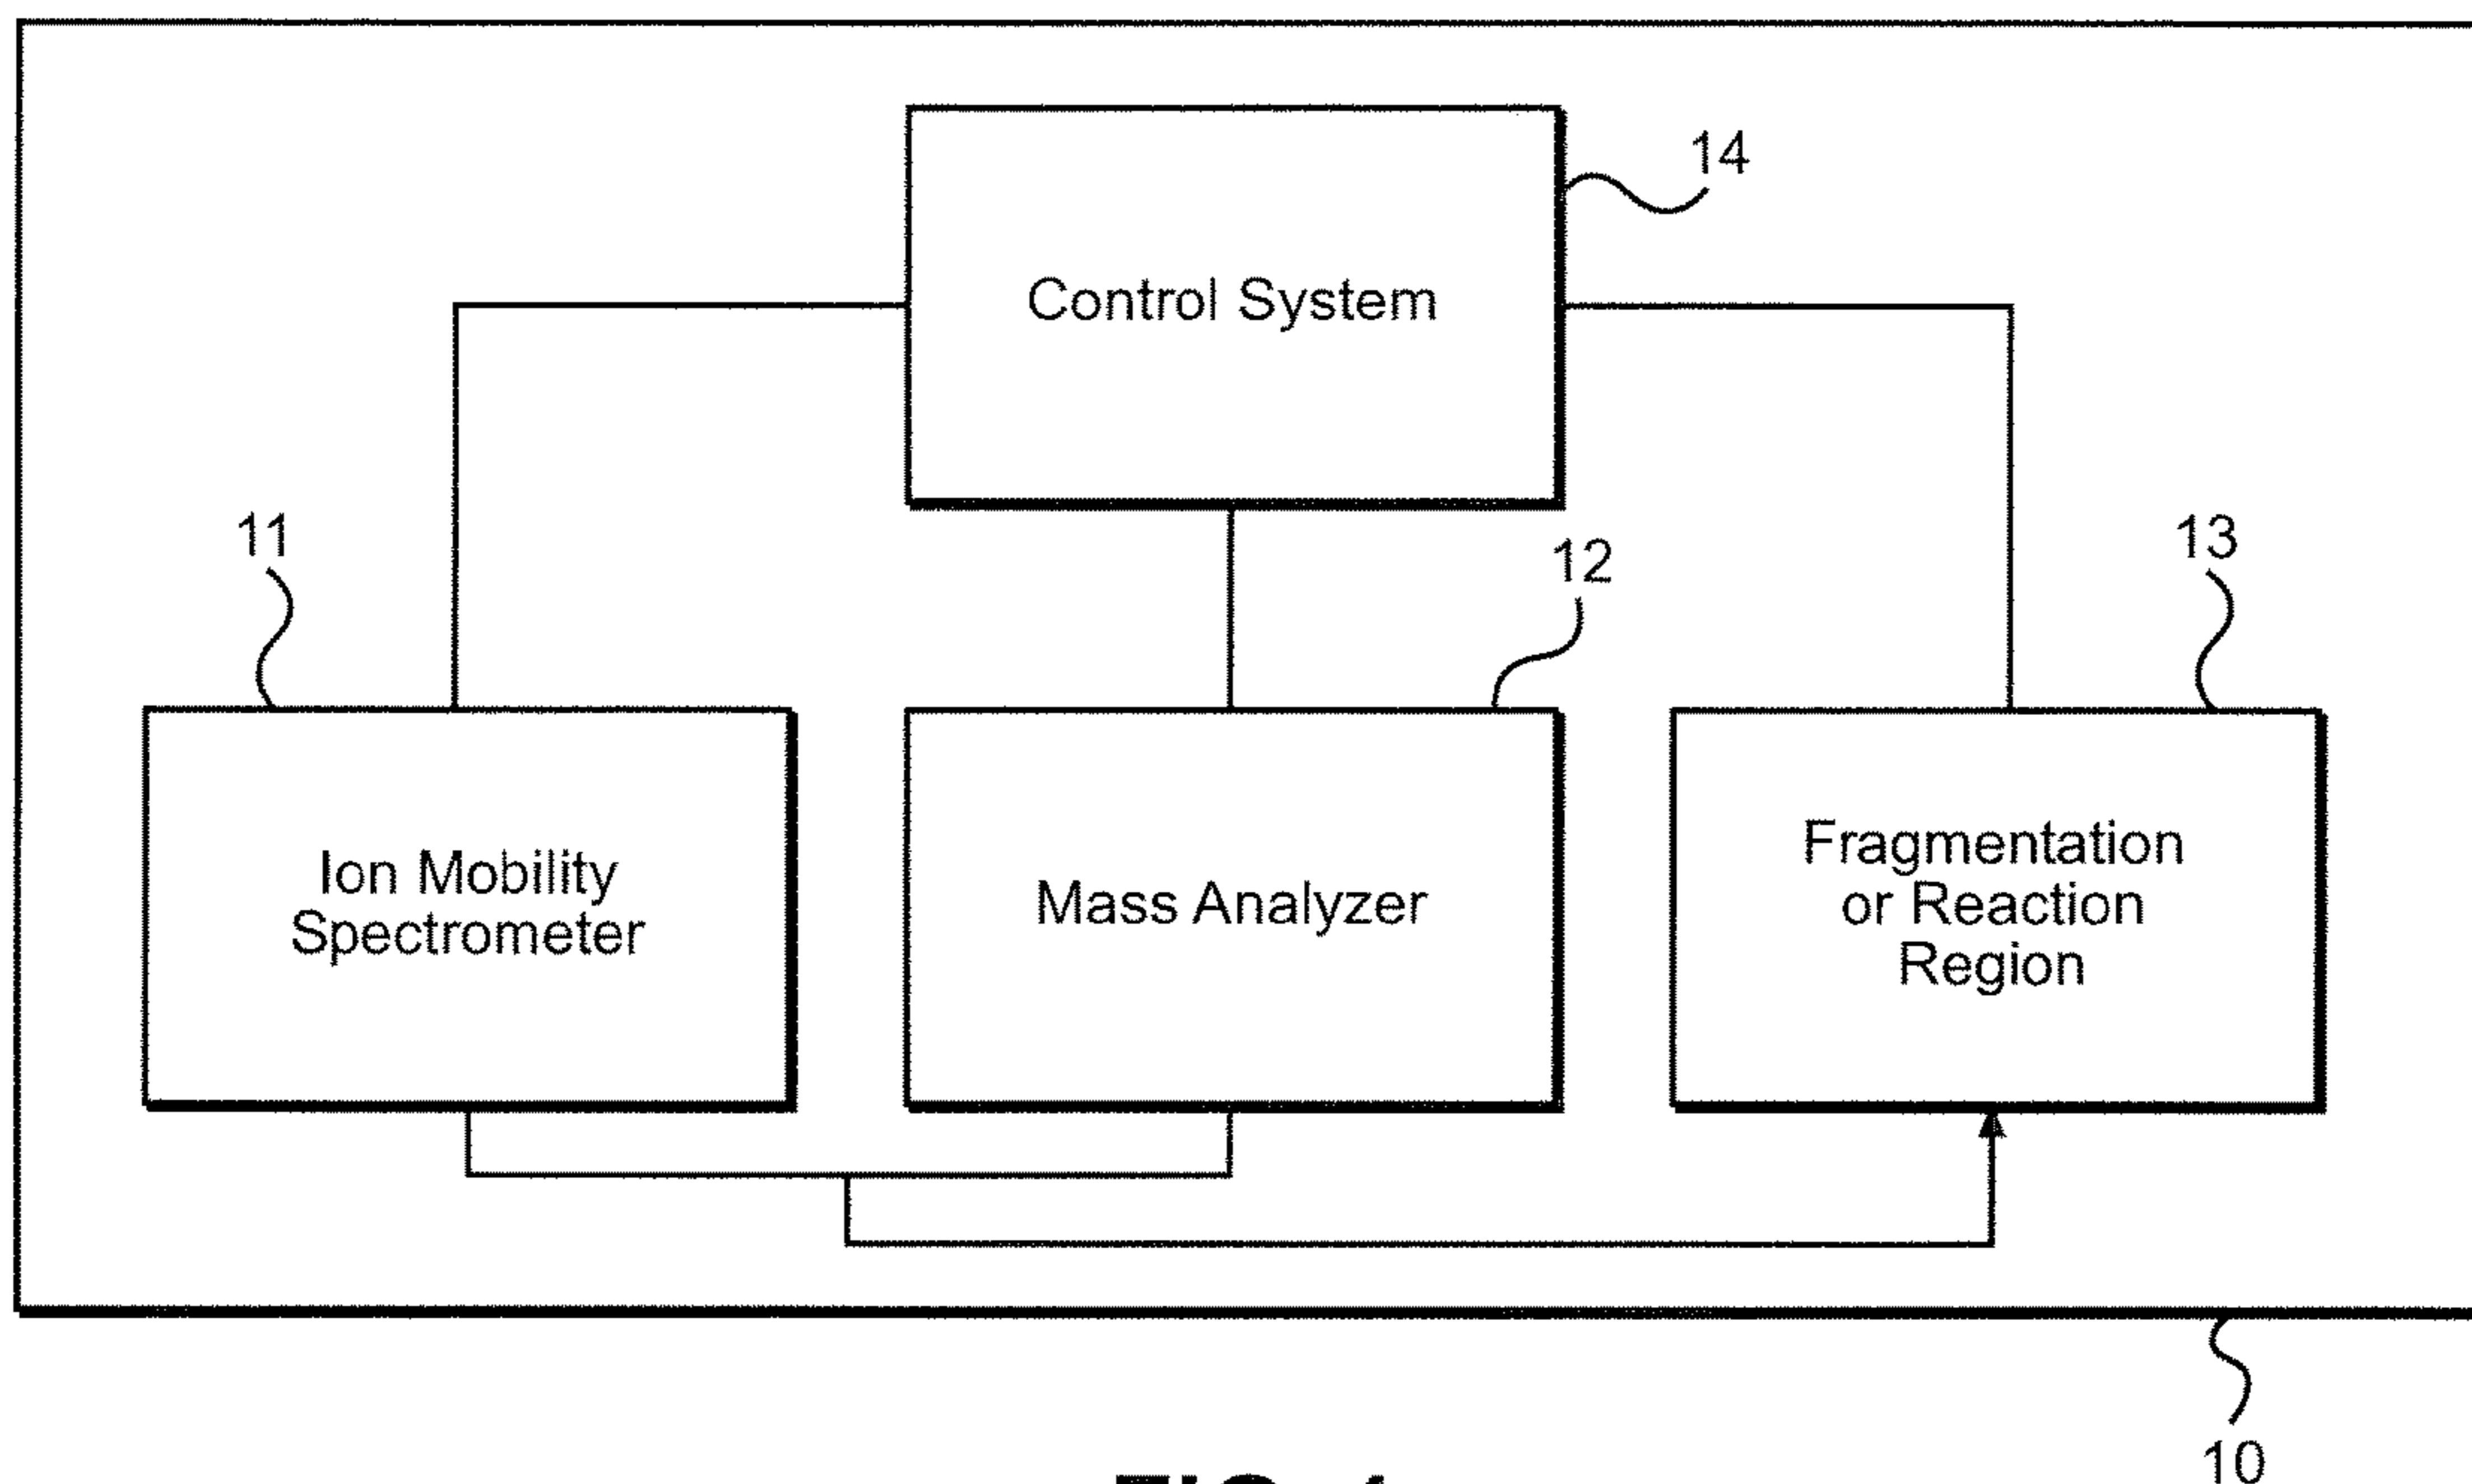 14
Control System
11
12
13
Ion Mobility
Spectrometer
Mass Analyzer
Fragmentation
or Reaction
Region
10